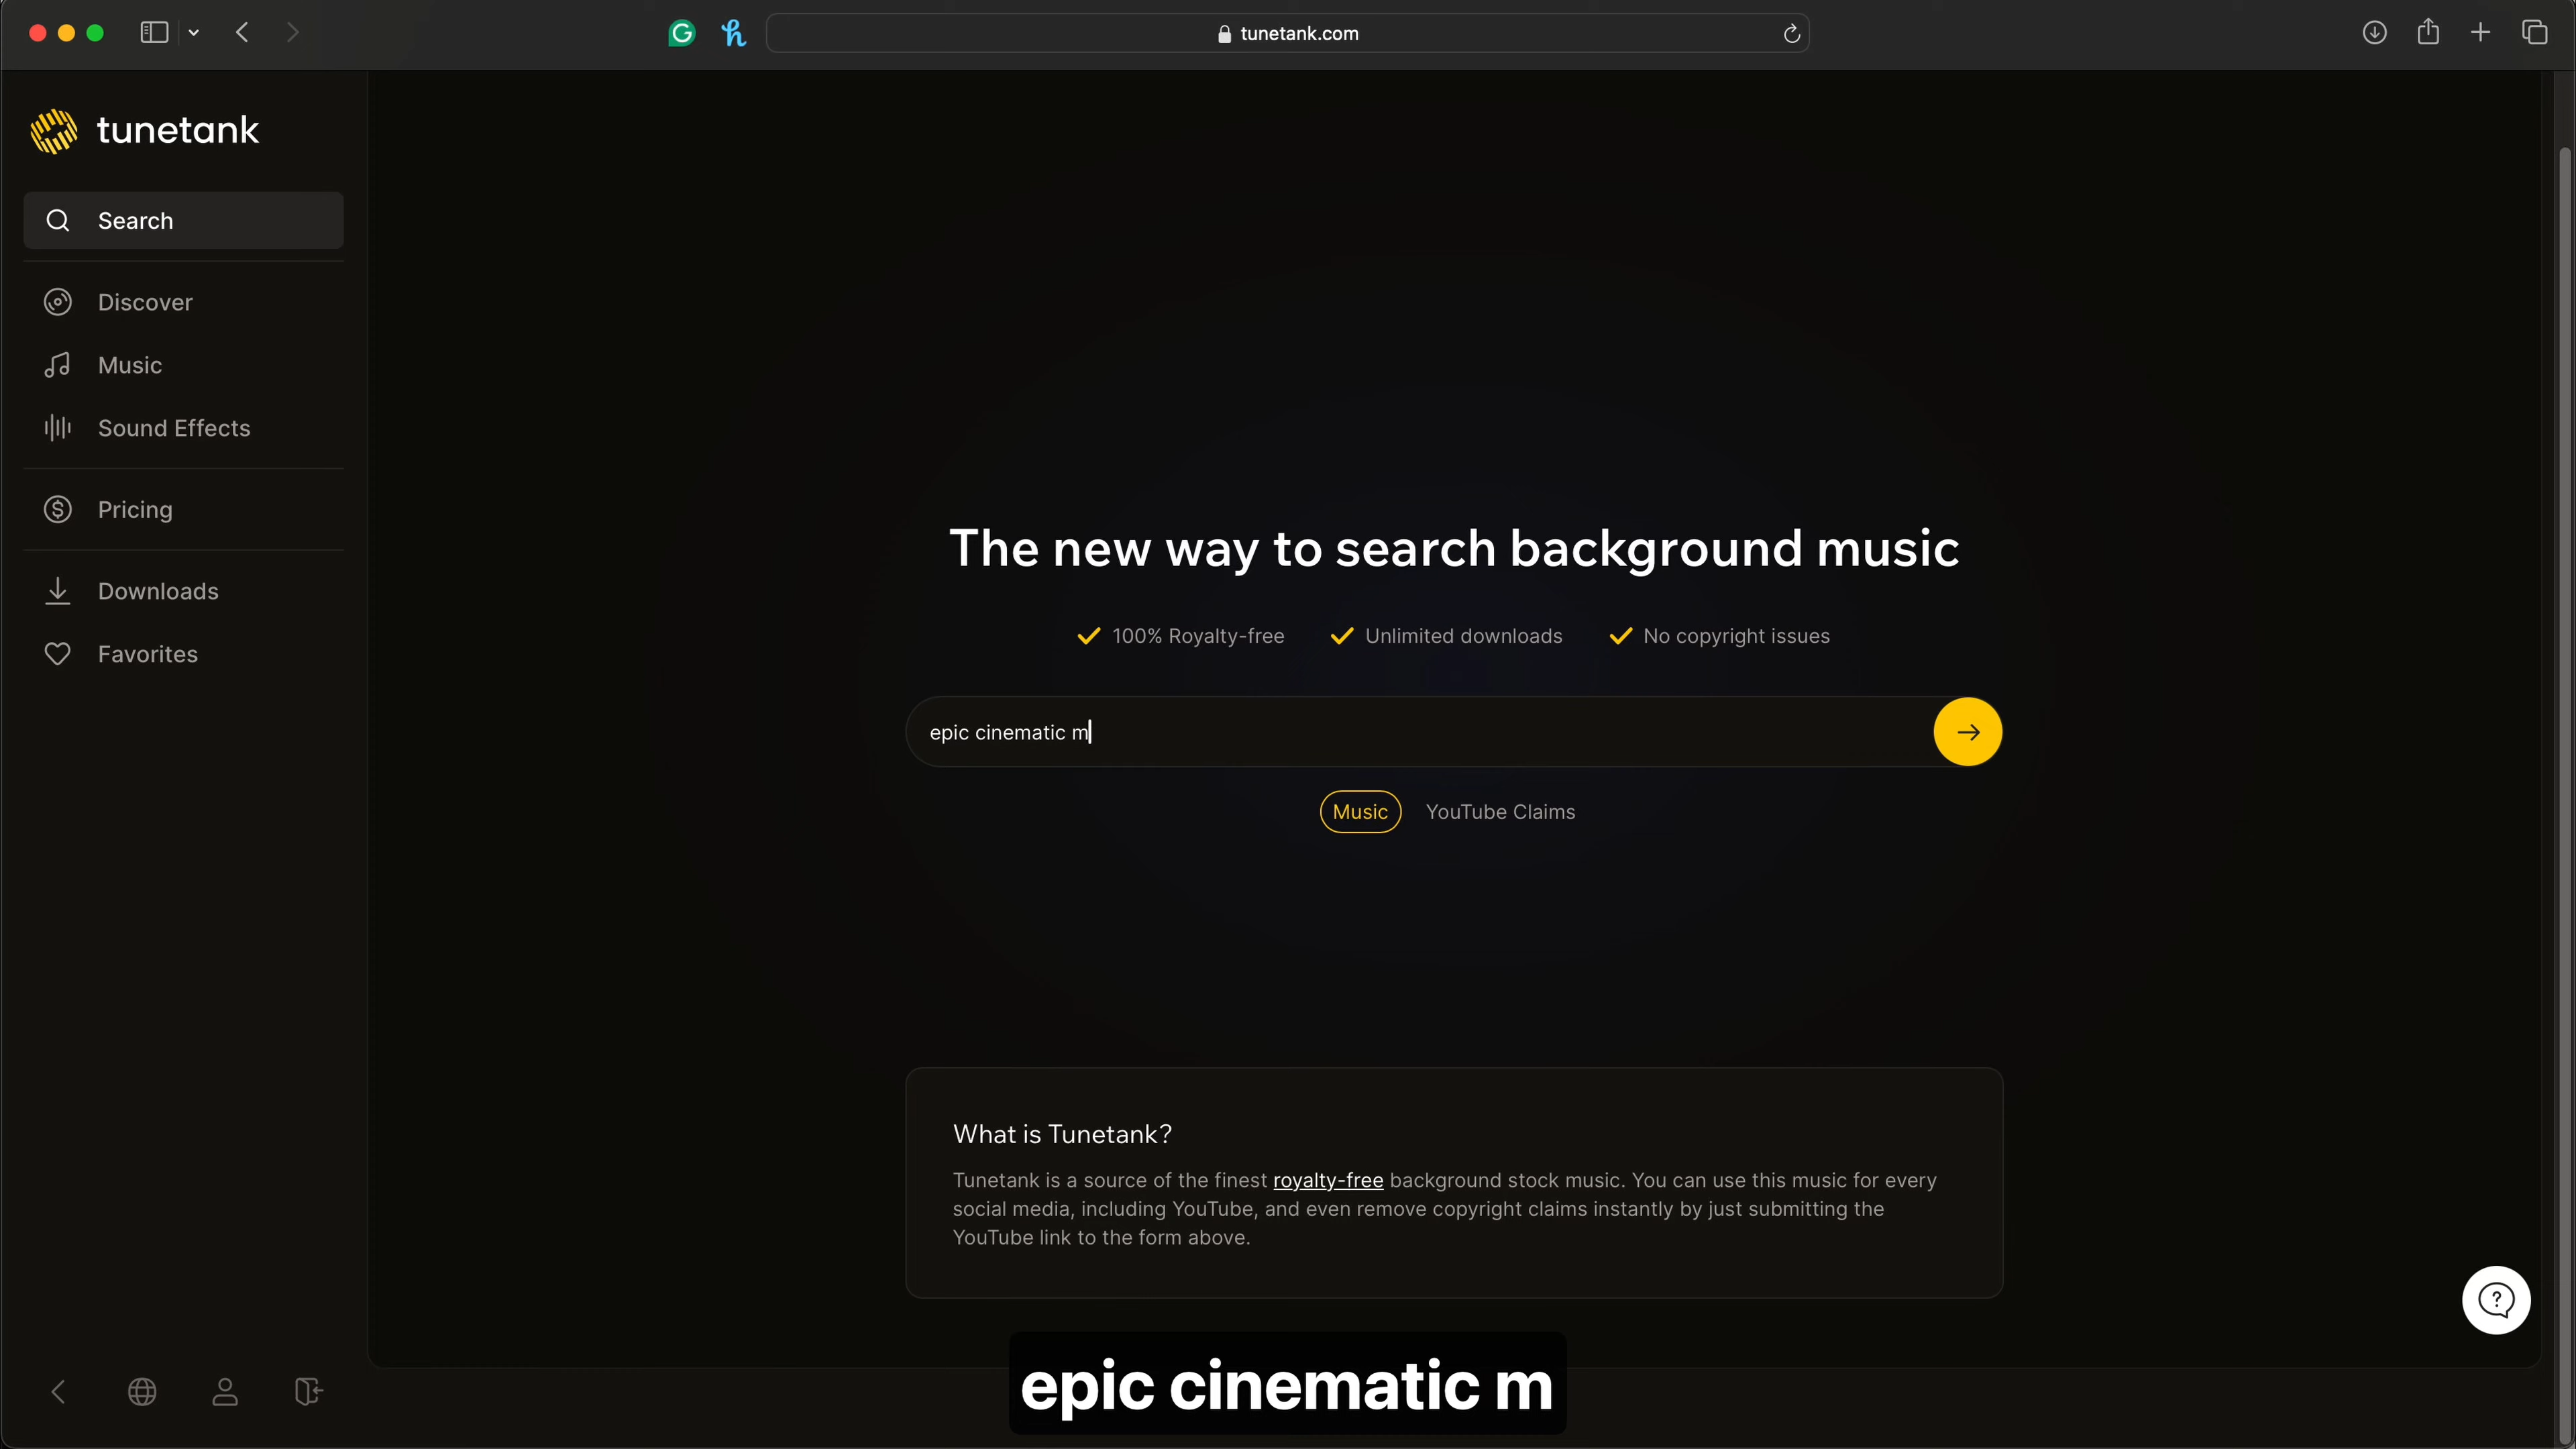 tunetank.com
tunetank
Search
Discover
Music
Sound Effects
Pricing
Downloads
Favorites
The new way to search background music
100% Royalty-free
Unlimited downloads
No copyright issues
epic cinematic m
Music
YouTube Claims
What is Tunetank?
Tunetank is a source of the finest royalty-free background stock music. You can use this music for every
social media, including YouTube, and even remove copyright claims instantly by just submitting the
YouTube link to the form above.
epic cinematic m